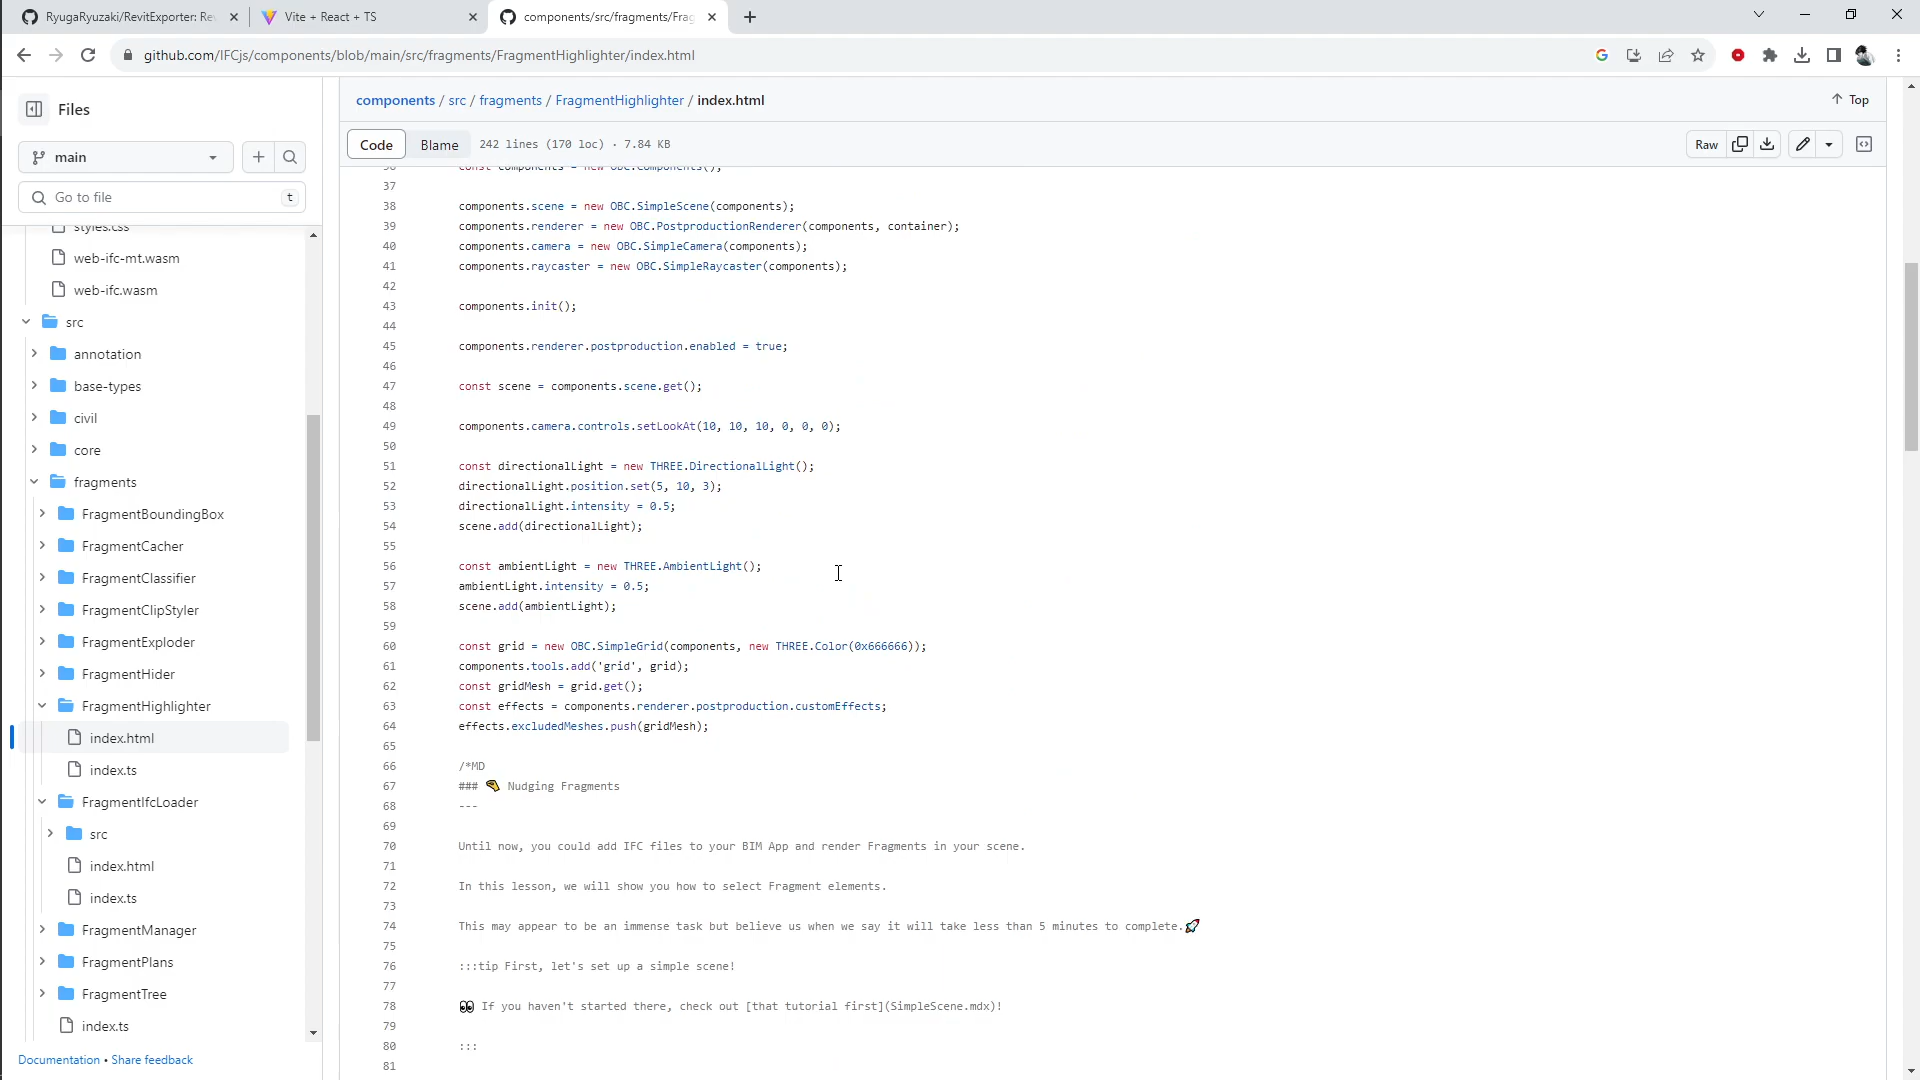 RyugaRyuzaki/RevitExporter: Re
Vite + React + TS
components/src/fragments/Frag
github.com/IFCjs/components/blob/main/src/fragments/FragmentHighlighter/index.html
Files
components / src / fragments / FragmentHighlighter / index.html
Top
main
Code
Blame
242 lines (170 loc) · 7.84 KB
Raw
Go to file
t
styles.css
web-ifc-mt.wasm
web-ifc.wasm
src
annotation
base-types
civil
core
fragments
FragmentBoundingBox
FragmentCacher
FragmentClassifier
FragmentClipStyler
FragmentExploder
FragmentHider
FragmentHighlighter
index.html
index.ts
FragmentIfcLoader
src
index.html
index.ts
FragmentManager
FragmentPlans
FragmentTree
index.ts
Documentation • Share feedback
36 const components = new OBC.Components();
37
38 components.scene = new OBC.SimpleScene(components);
39 components.renderer = new OBC.PostproductionRenderer(components, container);
40 components.camera = new OBC.SimpleCamera(components);
41 components.raycaster = new OBC.SimpleRaycaster(components);
42
43 components.init();
44
45 components.renderer.postproduction.enabled = true;
46
47 const scene = components.scene.get();
48
49 components.camera.controls.setLookAt(10, 10, 10, 0, 0, 0);
50
51 const directionalLight = new THREE.DirectionalLight();
52 directionalLight.position.set(5, 10, 3);
53 directionalLight.intensity = 0.5;
54 scene.add(directionalLight);
55
56 const ambientLight = new THREE.AmbientLight();
57 ambientLight.intensity = 0.5;
58 scene.add(ambientLight);
59
60 const grid = new OBC.SimpleGrid(components, new THREE.Color(0x666666));
61 components.tools.add('grid', grid);
62 const gridMesh = grid.get();
63 const effects = components.renderer.postproduction.customEffects;
64 effects.excludedMeshes.push(gridMesh);
65
66 /*MD
67 ### 🤏 Nudging Fragments
68 ---
69
70 Until now, you could add IFC files to your BIM App and render Fragments in your scene.
71
72 In this lesson, we will show you how to select Fragment elements.
73
74 This may appear to be an immense task but believe us when we say it will take less than 5 minutes to complete.🚀
75
76 :::tip First, let's set up a simple scene!
77
78 👀 If you haven't started there, check out [that tutorial first](SimpleScene.mdx)!
79
80 :::
81